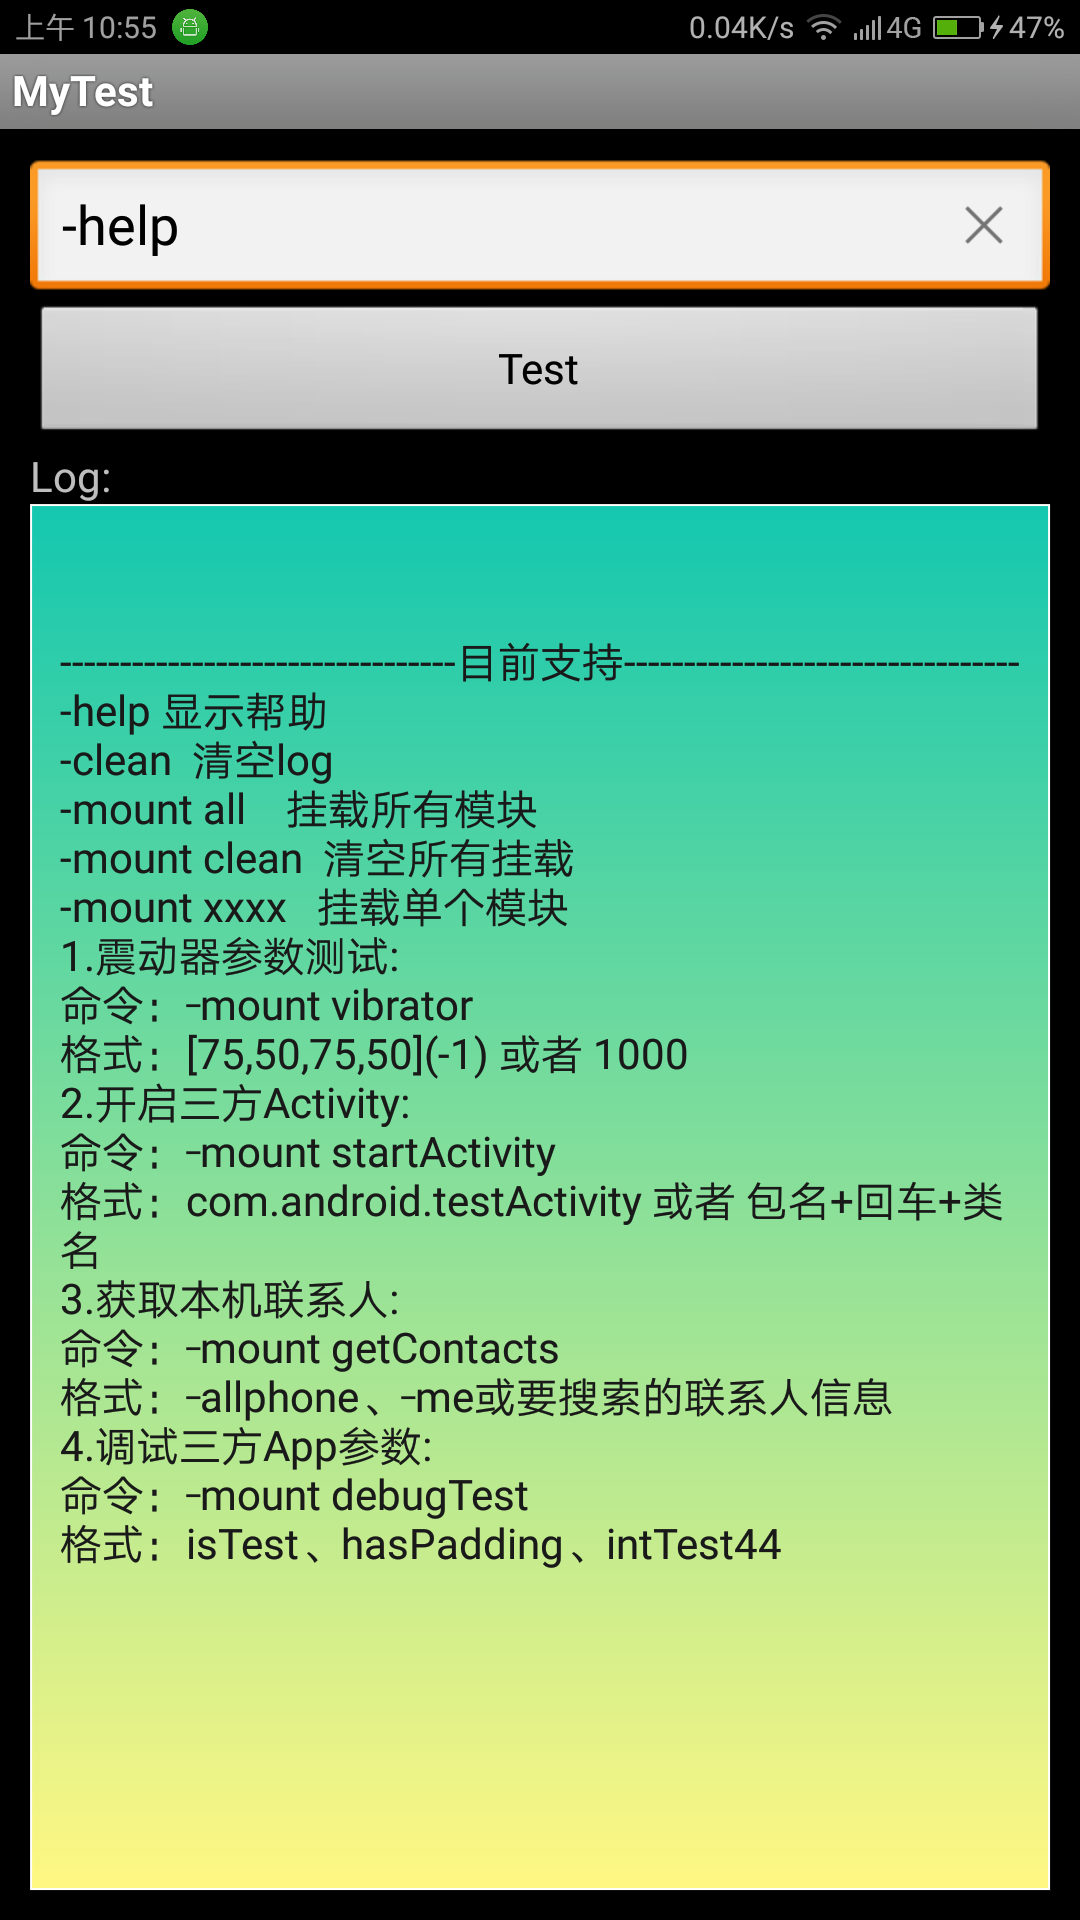 上午 10:55 0.04K/s 4G 47%
MyTest
-help
Test
Log:
---------------------------------目前支持---------------------------------
-help 显示帮助
-clean  清空log
-mount all    挂载所有模块
-mount clean  清空所有挂载
-mount xxxx   挂载单个模块
1.震动器参数测试:
命令：-mount vibrator
格式：[75,50,75,50](-1) 或者 1000
2.开启三方Activity:
命令：-mount startActivity
格式：com.android.testActivity 或者 包名+回车+类
名
3.获取本机联系人:
命令：-mount getContacts
格式：-allphone、-me或要搜索的联系人信息
4.调试三方App参数:
命令：-mount debugTest
格式：isTest、hasPadding、intTest44